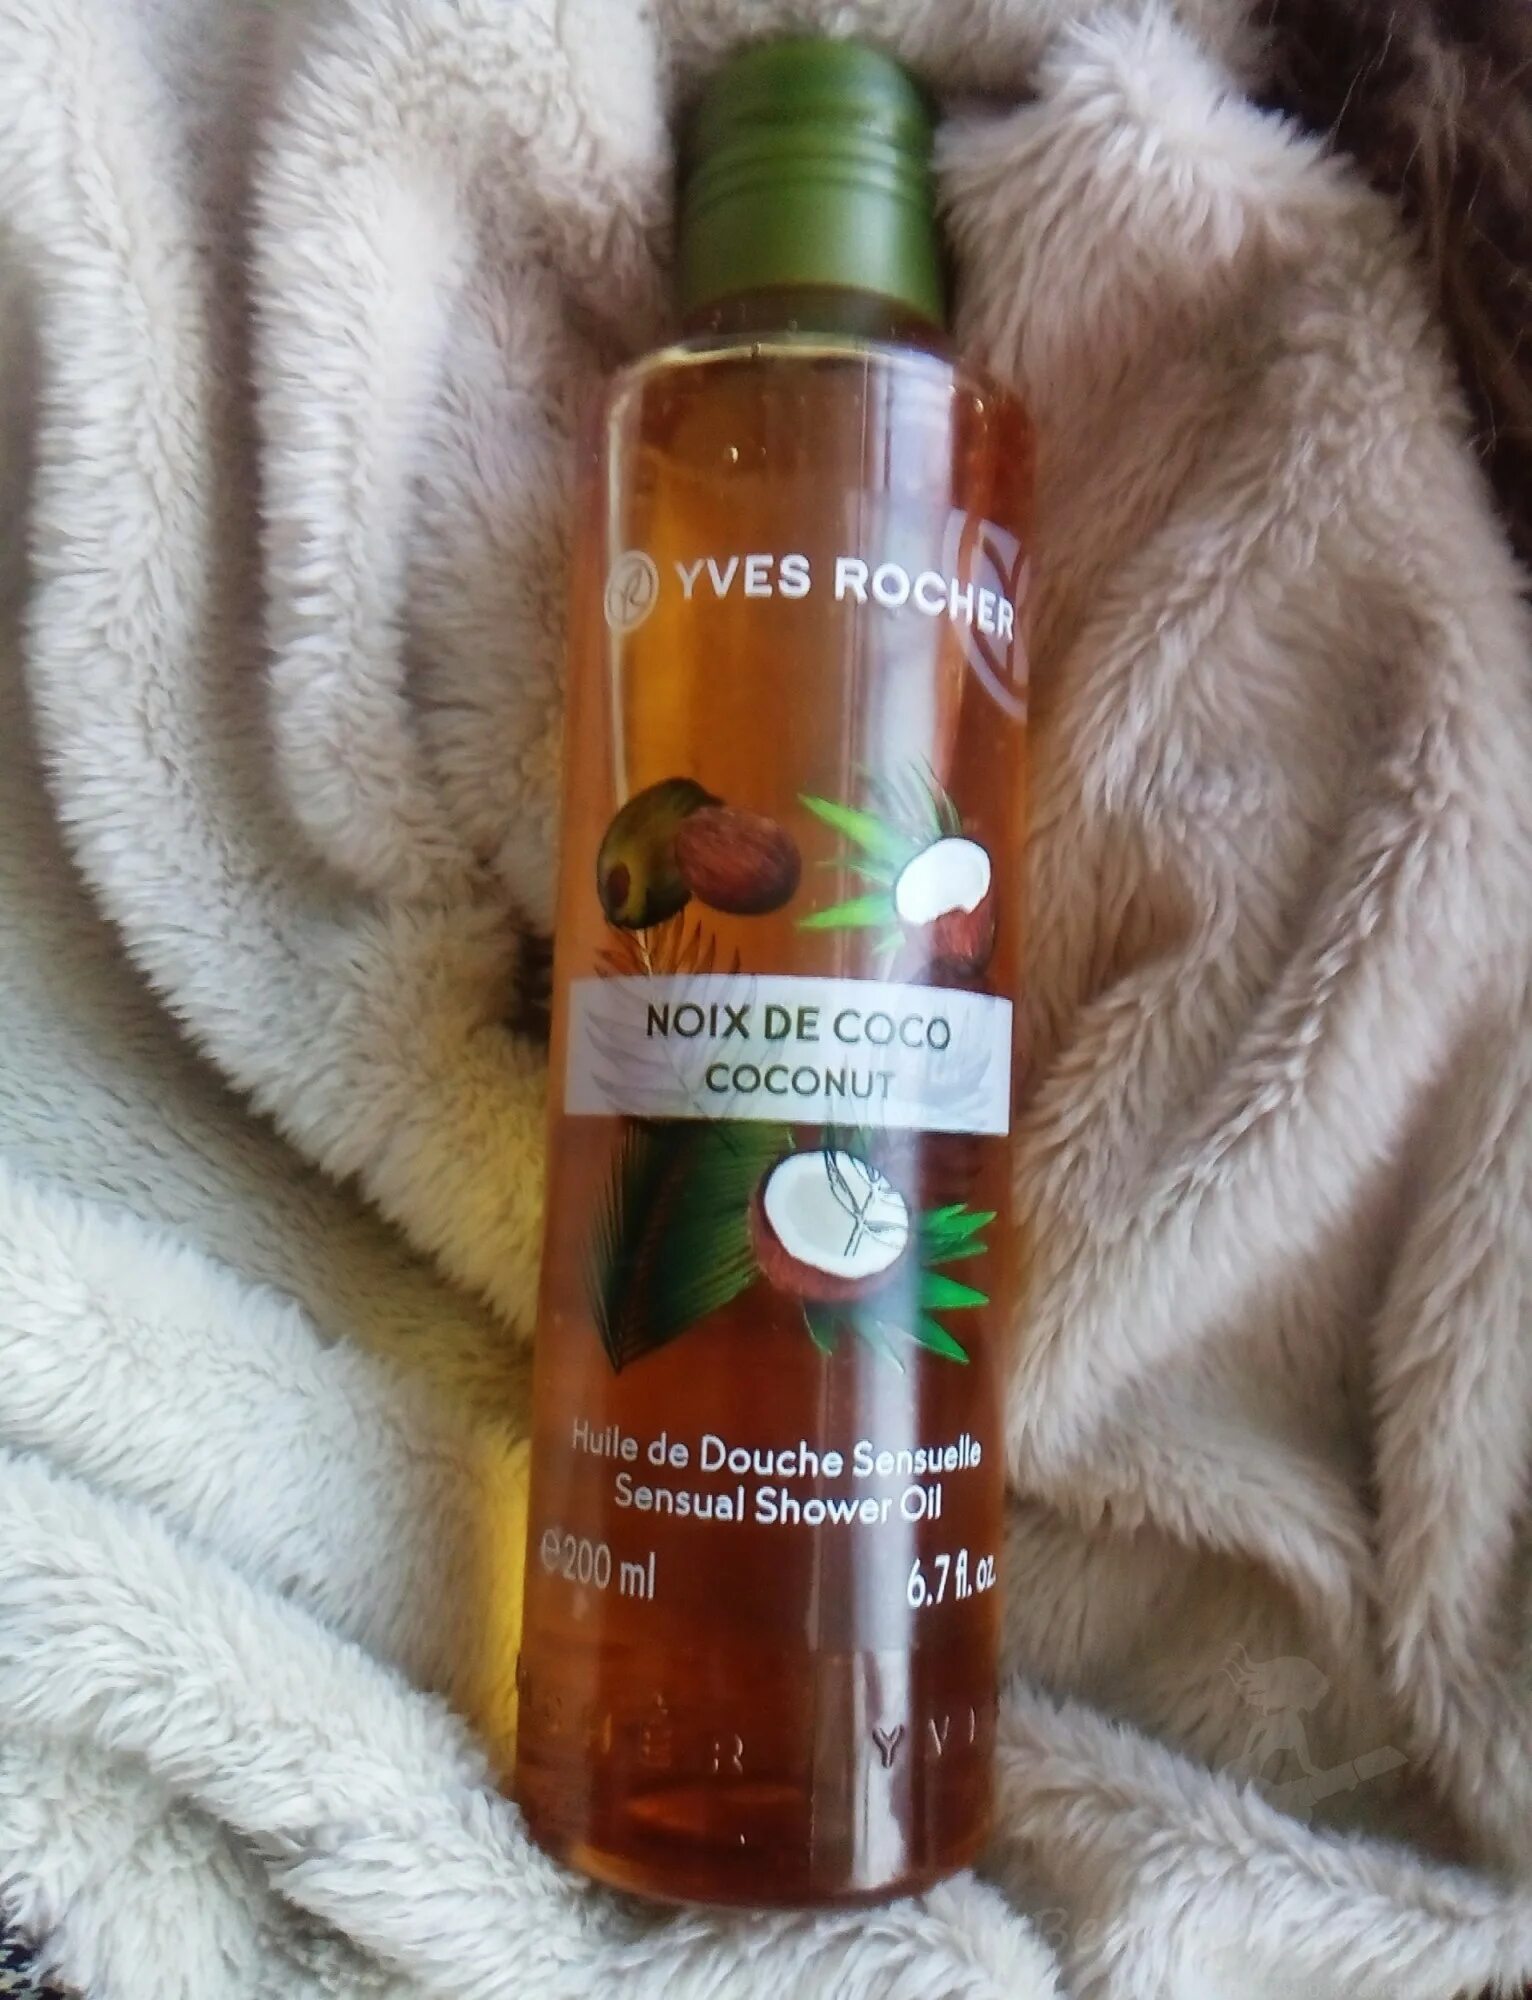 YVES ROCHER
NOIX DE COCO
COCONUT
Huile de Douche Sensuelle
Sensual Shower Oil
e 200 ml
6.7 fl. oz